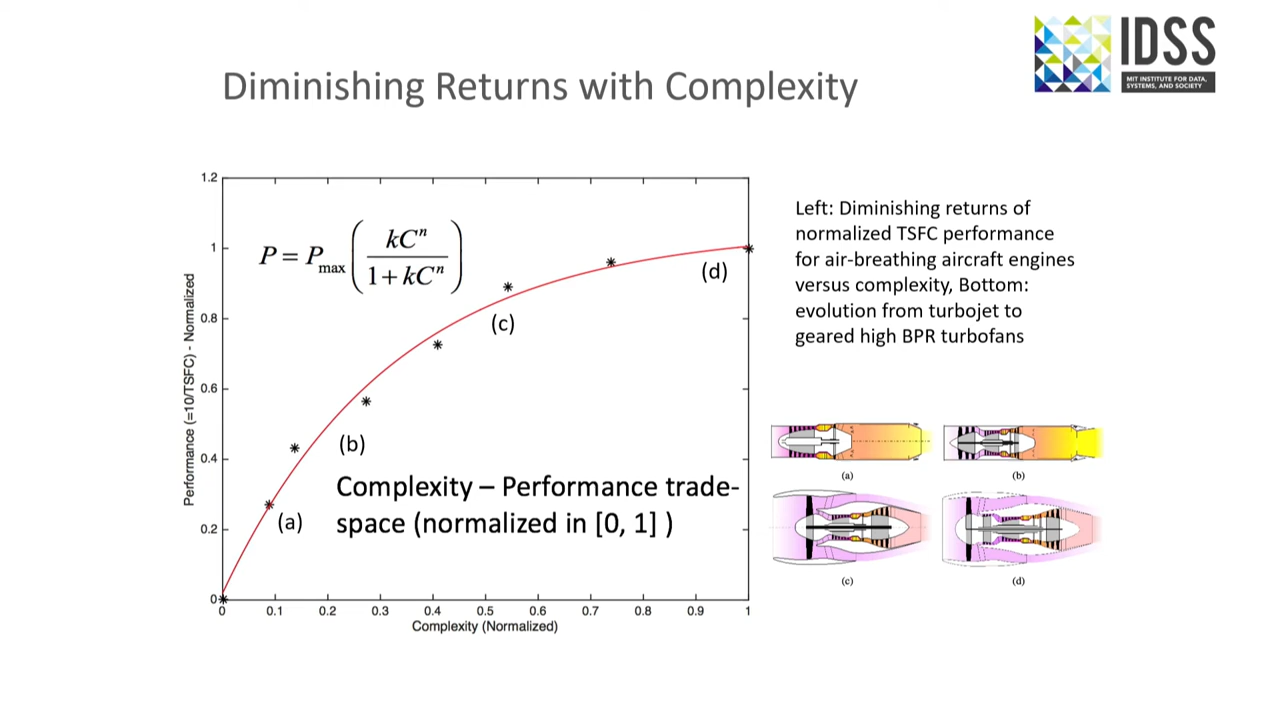 IDSS
MIT INSTITUTE FOR DATA,
SYSTEMS, AND SOCIETY
Diminishing Returns with Complexity
1.2
1
0.8
0.6
0.4
0.2
0
Performance (=10/TSFC) - Normalized
P = Pmax ( kCⁿ / 1 + kCⁿ )
(a)
(b)
(c)
(d)
Complexity – Performance trade-
space (normalized in [0, 1] )
0 0.1 0.2 0.3 0.4 0.5 0.6 0.7 0.8 0.9 1
Complexity (Normalized)
Left: Diminishing returns of
normalized TSFC performance
for air-breathing aircraft engines
versus complexity, Bottom:
evolution from turbojet to
geared high BPR turbofans
(a) (b)
(c) (d)